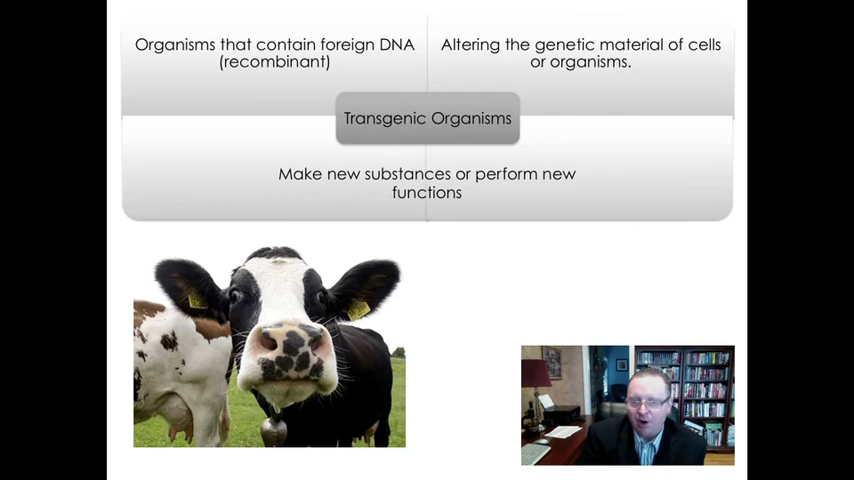 Organisms that contain foreign DNA
(recombinant)
Altering the genetic material of cells
or organisms.
Transgenic Organisms
Make new substances or perform new
functions